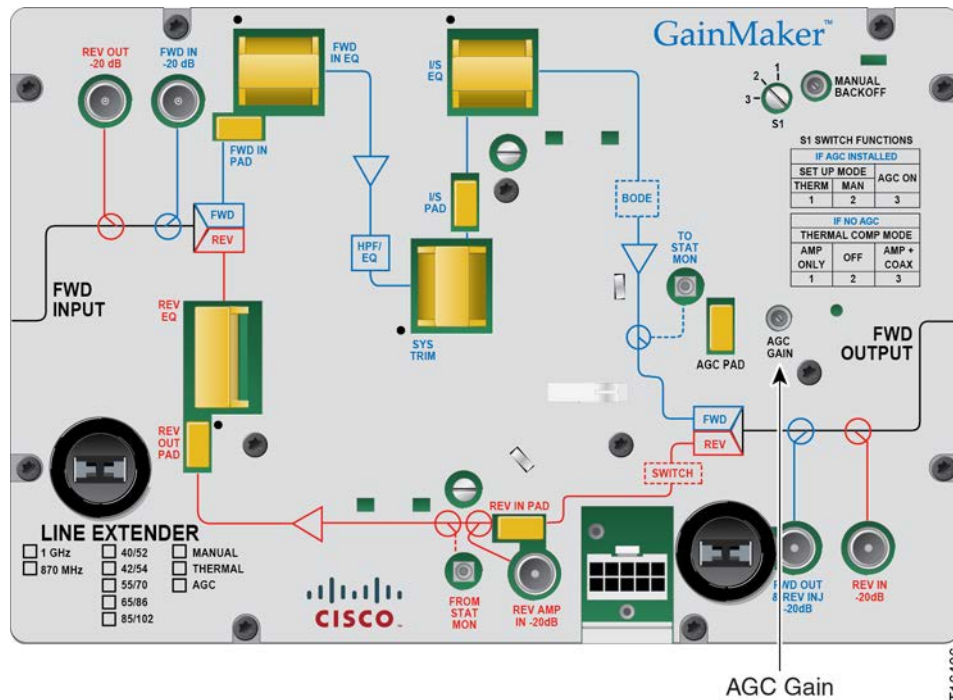 GainMaker™
REV OUT
-20 dB
FWD IN
-20 dB
FWD
IN EQ
I/S
EQ
1
2
3
S1
MANUAL
BACKOFF
FWD IN
PAD
I/S
PAD
S1 SWITCH FUNCTIONS
IF AGC INSTALLED
SET UP MODE
AGC ON
THERM
MAN
1
2
3
IF NO AGC
THERMAL COMP MODE
AMP
ONLY
OFF
AMP +
COAX
1
2
3
BODE
FWD
REV
HPF/
EQ
TO
STAT
MON
FWD
INPUT
REV
EQ
SYS
TRIM
AGC PAD
AGC
GAIN
FWD
OUTPUT
REV
OUT
PAD
FWD
REV
SWITCH
REV IN PAD
LINE EXTENDER
1 GHz
870 MHz
40/52
42/54
55/70
65/86
85/102
MANUAL
THERMAL
AGC
CISCO
FROM
STAT
MON
REV AMP
IN -20dB
FWD OUT
& REV INJ
-20dB
REV IN
-20dB
AGC Gain